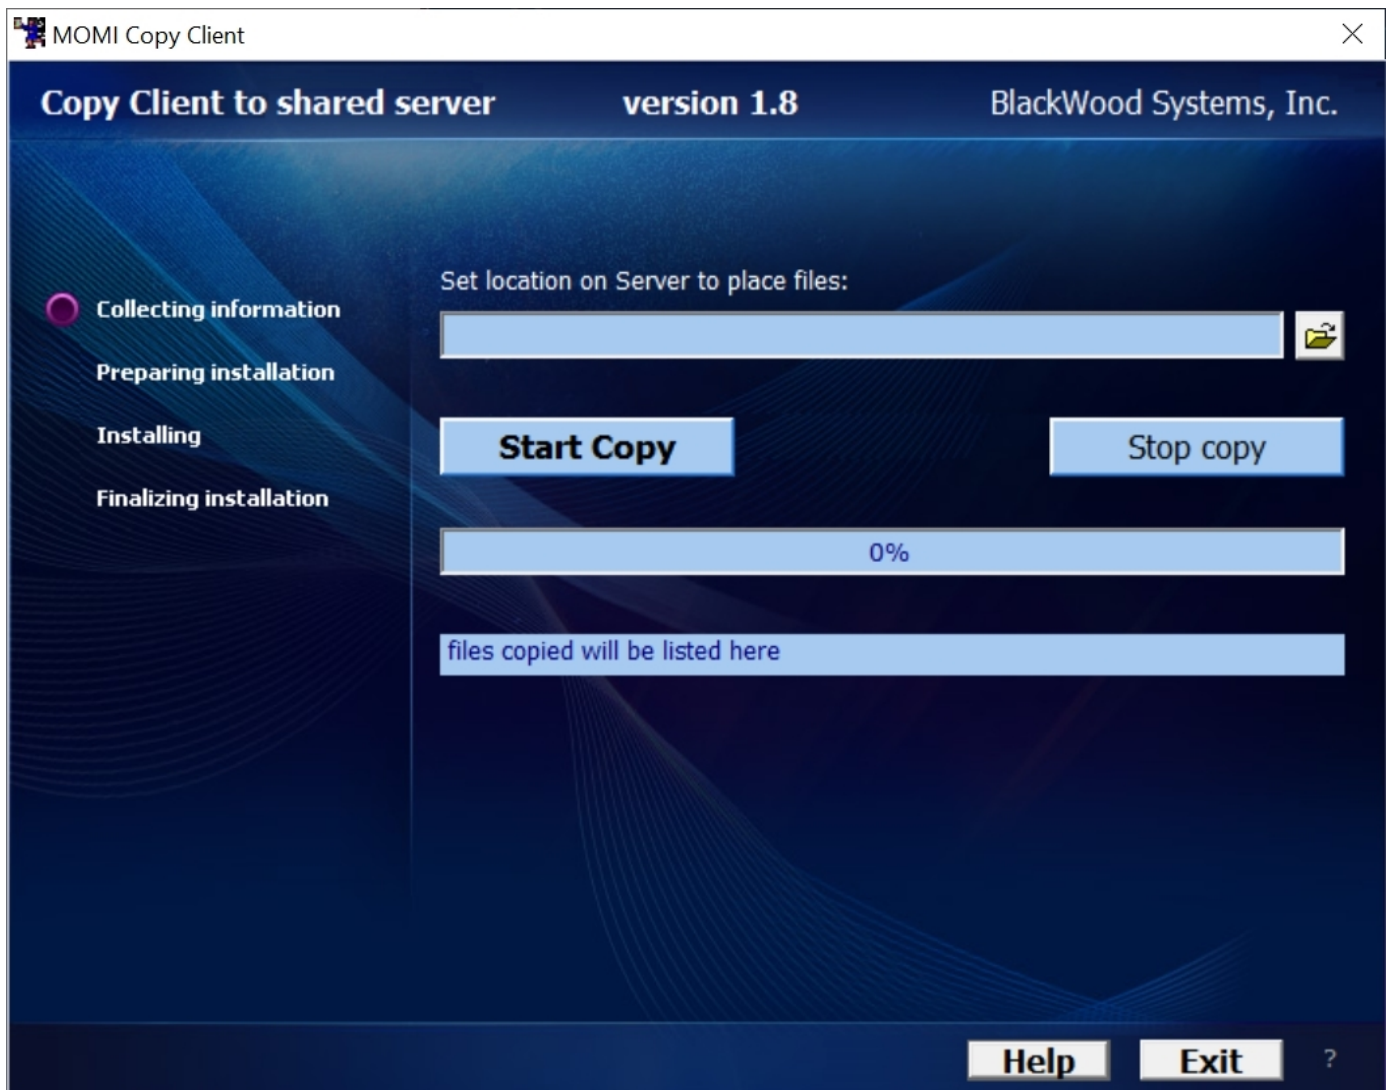 MOMI Copy Client
Copy Client to shared server version 1.8 BlackWood Systems, Inc.
Set location on Server to place files:
Collecting information
Preparing installation
Installing
Finalizing installation
Start Copy Stop copy
0%
files copied will be listed here
Help Exit ?